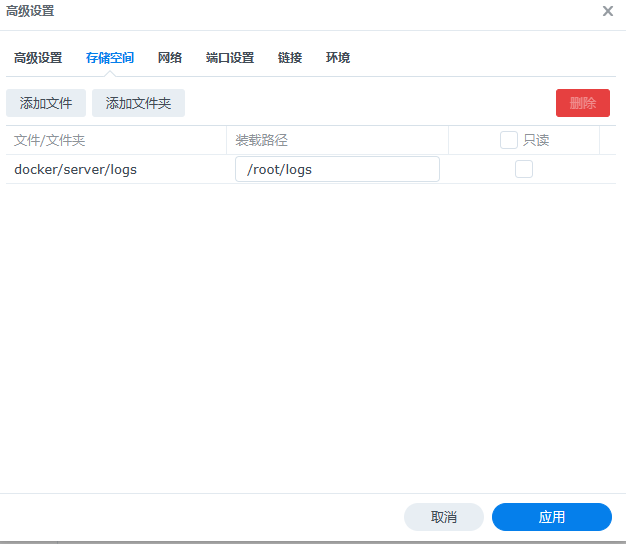 高级设置
高级设置 存储空间 网络 端口设置 链接 环境
添加文件 添加文件夹 删除
文件/文件夹 装载路径 只读
docker/server/logs /root/logs
取消 应用